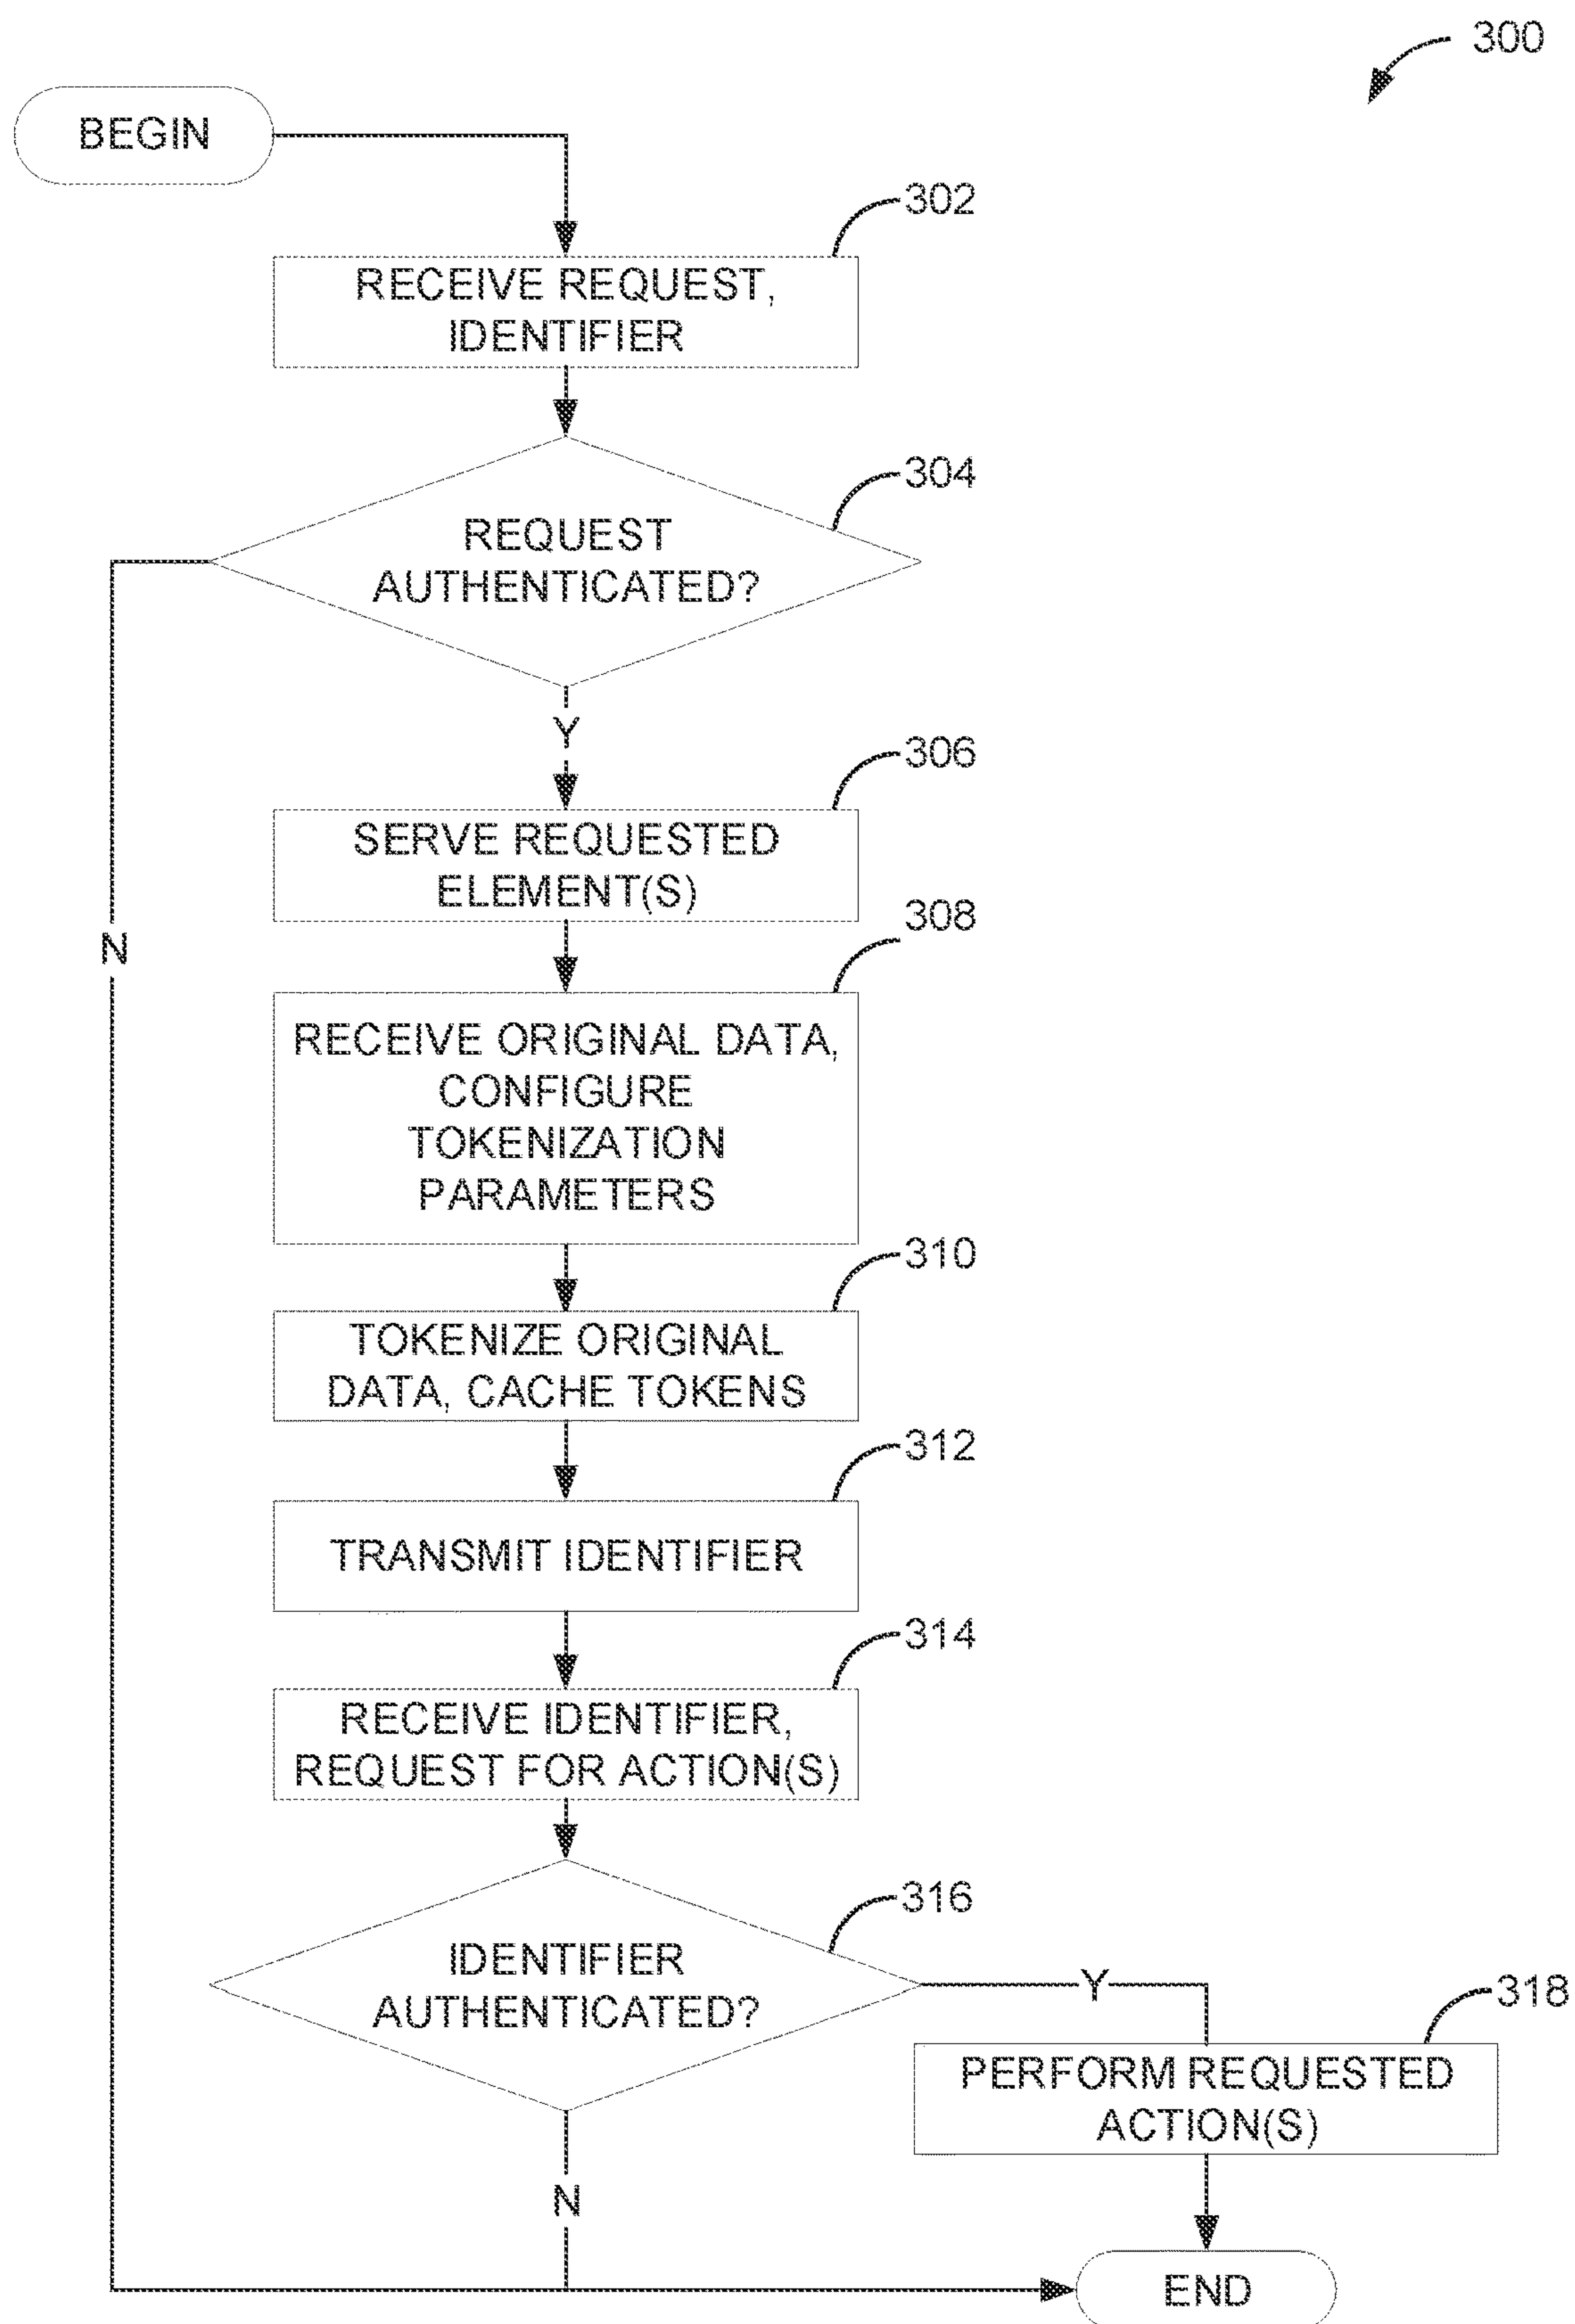 300
BEGIN
302
RECEIVE REQUEST,
IDENTIFIER
304
REQUEST
AUTHENTICATED?
Y
306
SERVE REQUESTED
ELEMENT(S)
308
N
RECEIVE ORIGINAL DATA,
CONFIGURE
TOKENIZATION
PARAMETERS
310
TOKENIZE ORIGINAL
DATA, CACHE TOKENS
312
TRANSMIT IDENTIFIER
314
RECEIVE IDENTIFIER,
REQUEST FOR ACTION(S)
316
IDENTIFIER
AUTHENTICATED?
Y
318
PERFORM REQUESTED
ACTION(S)
N
END